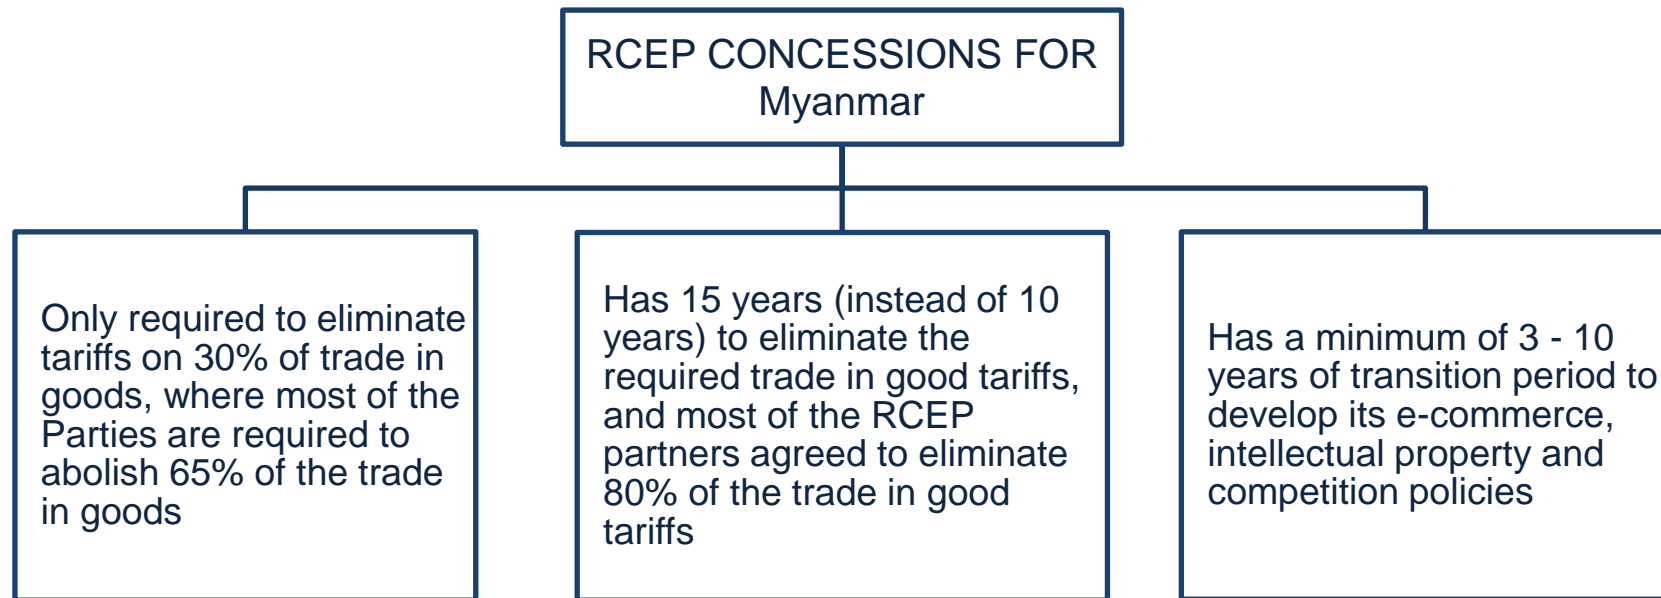 RCEP CONCESSIONS FOR
Myanmar
Only required to eliminate
tariffs on 30% of trade in
goods, where most of the
Parties are required to
abolish 65% of the trade
in goods
Has 15 years (instead of 10
years) to eliminate the
required trade in good tariffs,
and most of the RCEP
partners agreed to eliminate
80% of the trade in good
tariffs
Has a minimum of 3 - 10
years of transition period to
develop its e-commerce,
intellectual property and
competition policies